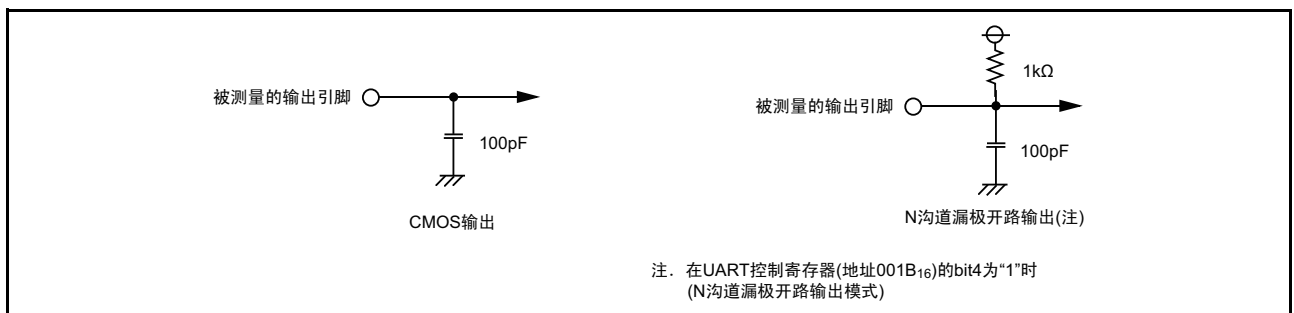 被测量的输出引脚
100pF
CMOS输出
1kΩ
被测量的输出引脚
100pF
N沟道漏极开路输出(注)
注．在UART控制寄存器(地址001B₁₆)的bit4为“1”时
(N沟道漏极开路输出模式)